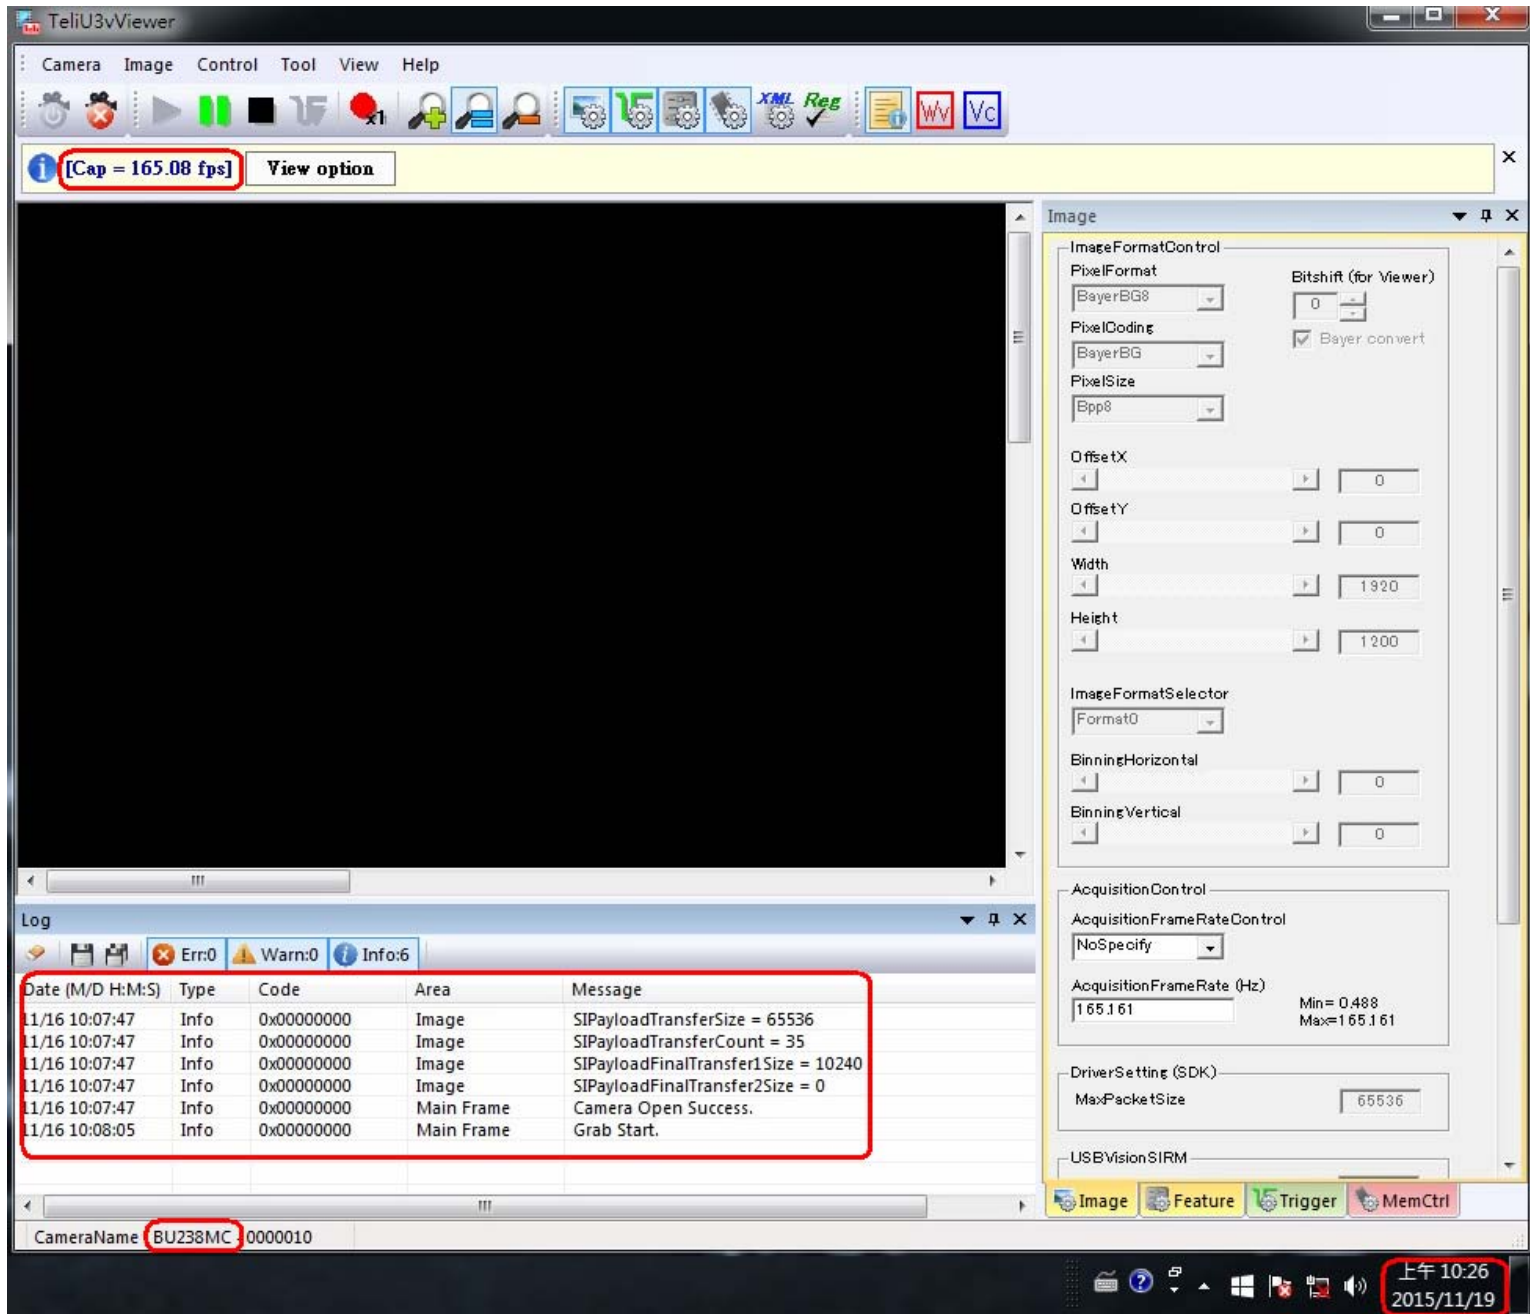 TeliU3vViewer
Camera Image Control Tool View Help
x1 XML Reg Wv Vc
[Cap = 165.08 fps] View option
Image
ImageFormatControl
PixelFormat
Bitshift (for Viewer)
BayerBG8
0
PixelCoding
Bayer convert
BayerBG
PixelSize
Bpp8
OffsetX
0
OffsetY
0
Width
1920
Height
1200
ImageFormatSelector
Format0
BinningHorizontal
0
BinningVertical
0
AcquisitionControl
AcquisitionFrameRateControl
NoSpecify
AcquisitionFrameRate (Hz)
165.161
Min= 0.488
Max=165.161
DriverSetting (SDK)
MaxPacketSize 65536
USBVisionSIRM
Image Feature Trigger MemCtrl
Log
Err:0 Warn:0 Info:6
Date (M/D H:M:S) Type Code Area Message
11/16 10:07:47 Info 0x00000000 Image SIPayloadTransferSize = 65536
11/16 10:07:47 Info 0x00000000 Image SIPayloadTransferCount = 35
11/16 10:07:47 Info 0x00000000 Image SIPayloadFinalTransfer1Size = 10240
11/16 10:07:47 Info 0x00000000 Image SIPayloadFinalTransfer2Size = 0
11/16 10:07:47 Info 0x00000000 Main Frame Camera Open Success.
11/16 10:08:05 Info 0x00000000 Main Frame Grab Start.
CameraName BU238MC - 0000010
上午 10:26
2015/11/19